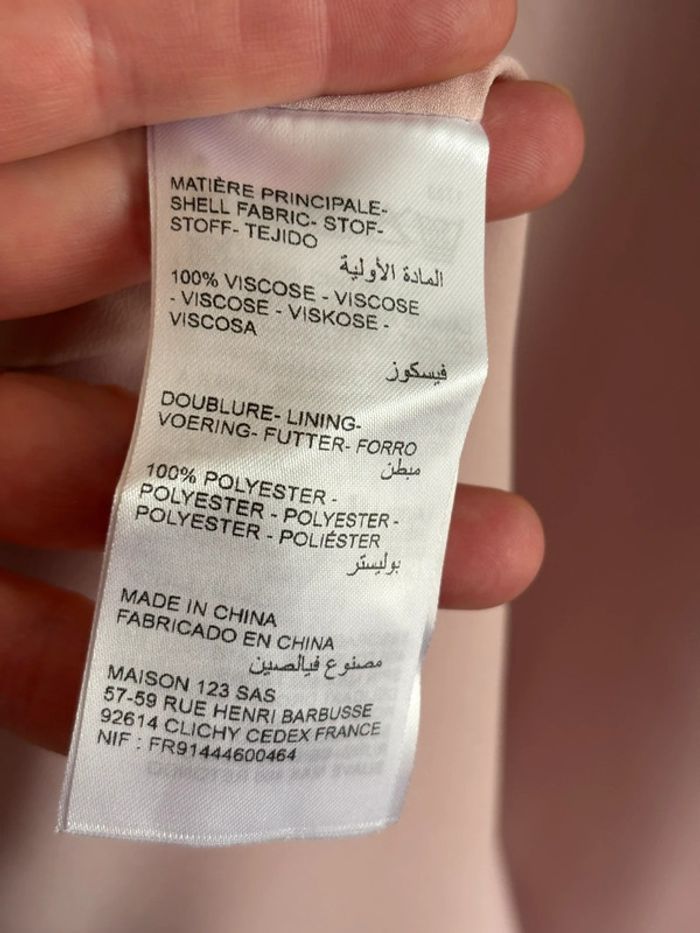 MATIÈRE PRINCIPALE-
SHELL FABRIC- STOF-
STOFF- TEJIDO
المادة الأولية
100% VISCOSE - VISCOSE
- VISCOSE - VISKOSE -
VISCOSA
فيسكوز
DOUBLURE- LINING-
VOERING- FUTTER- FORRO
مبطن
100% POLYESTER -
POLYESTER - POLYESTER -
POLYESTER - POLIÉSTER
بوليستر
MADE IN CHINA
FABRICADO EN CHINA
مصنوع فيالصين
MAISON 123 SAS
57-59 RUE HENRI BARBUSSE
92614 CLICHY CEDEX FRANCE
NIF : FR91444600464